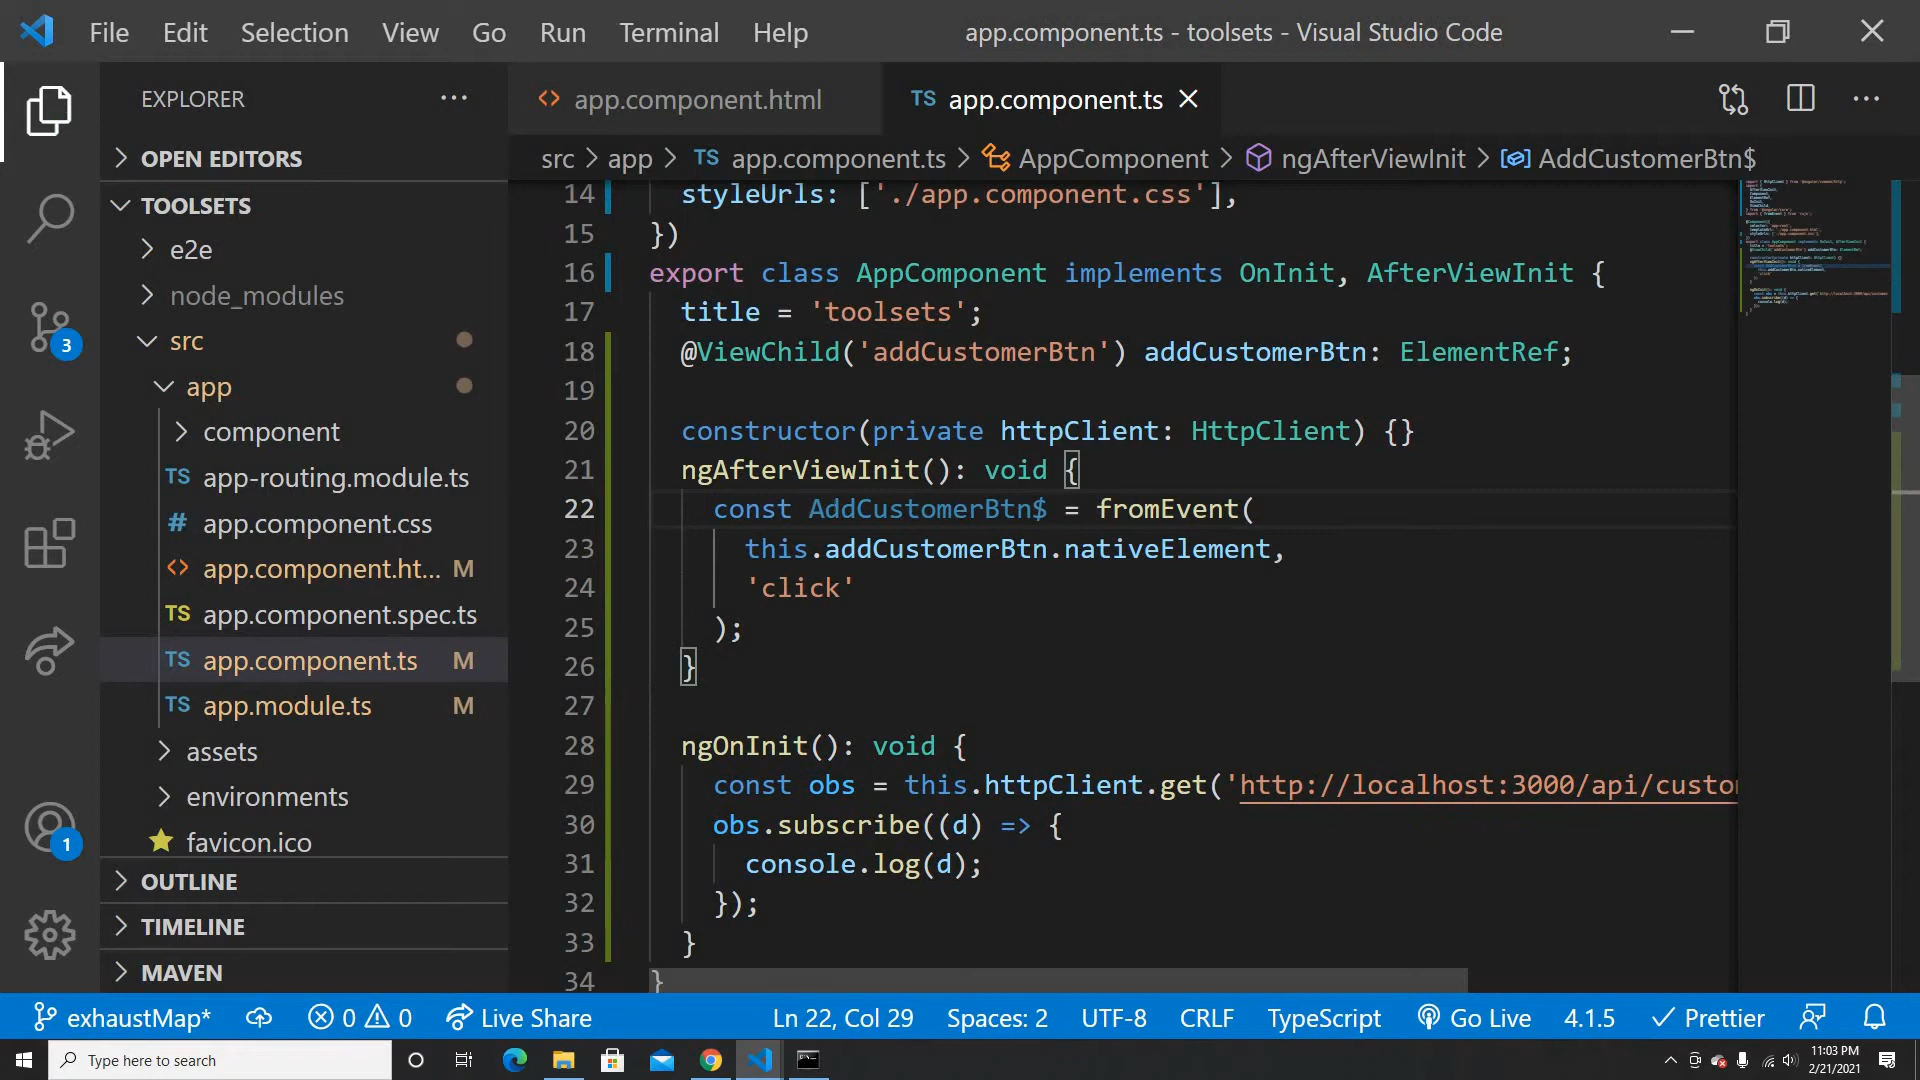 File Edit Selection View Go Run Terminal Help app.component.ts - toolsets - Visual Studio Code
EXPLORER ···
app.component.html
TS app.component.ts
OPEN EDITORS
src > app > TS app.component.ts > AppComponent > ngAfterViewInit > AddCustomerBtn$
TOOLSETS
e2e
node_modules
src
app
component
TS app-routing.module.ts
# app.component.css
<> app.component.ht... M
TS app.component.spec.ts
TS app.component.ts M
TS app.module.ts M
assets
environments
favicon.ico
OUTLINE
TIMELINE
MAVEN
3
1
14 styleUrls: ['./app.component.css'],
15 })
16 export class AppComponent implements OnInit, AfterViewInit {
17 title = 'toolsets';
18 @ViewChild('addCustomerBtn') addCustomerBtn: ElementRef;
19
20 constructor(private httpClient: HttpClient) {}
21 ngAfterViewInit(): void {
22 const AddCustomerBtn$ = fromEvent(
23 this.addCustomerBtn.nativeElement,
24 'click'
25 );
26 }
27
28 ngOnInit(): void {
29 const obs = this.httpClient.get('http://localhost:3000/api/custo
30 obs.subscribe((d) => {
31 console.log(d);
32 });
33 }
34 }
exhaustMap* 0 0 Live Share Ln 22, Col 29 Spaces: 2 UTF-8 CRLF TypeScript Go Live 4.1.5 Prettier
Type here to search
11:03 PM
2/21/2021